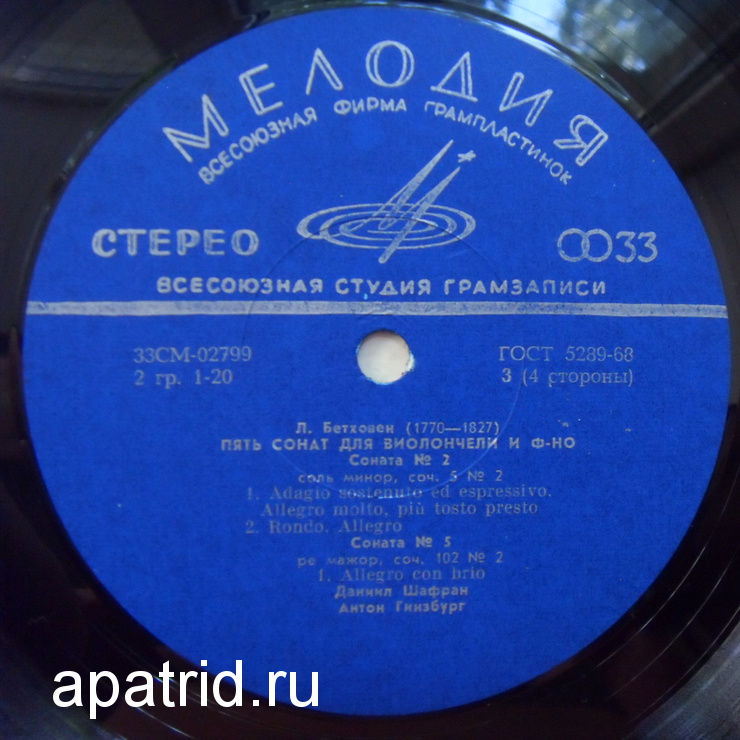 МЕЛОДИЯ
ВСЕСОЮЗНАЯ ФИРМА ГРАМПЛАСТИНОК
СТЕРЕО
33
ВСЕСОЮЗНАЯ СТУДИЯ ГРАМЗАПИСИ
33СМ-02799 ГОСТ 5289-68
2 гр. 1-20 3 (4 стороны)
Л. Бетховен (1770—1827)
ПЯТЬ СОНАТ ДЛЯ ВИОЛОНЧЕЛИ И Ф-НО
Соната № 2
соль минор, соч. 5 № 2
1. Adagio sostenuto ed espressivo.
Allegro molto, più tosto presto
2. Rondo. Allegro
Соната № 5
ре мажор, соч. 102 № 2
1. Allegro con brio
Даниил Шафран
Антон Гинзбург
apatrid.ru